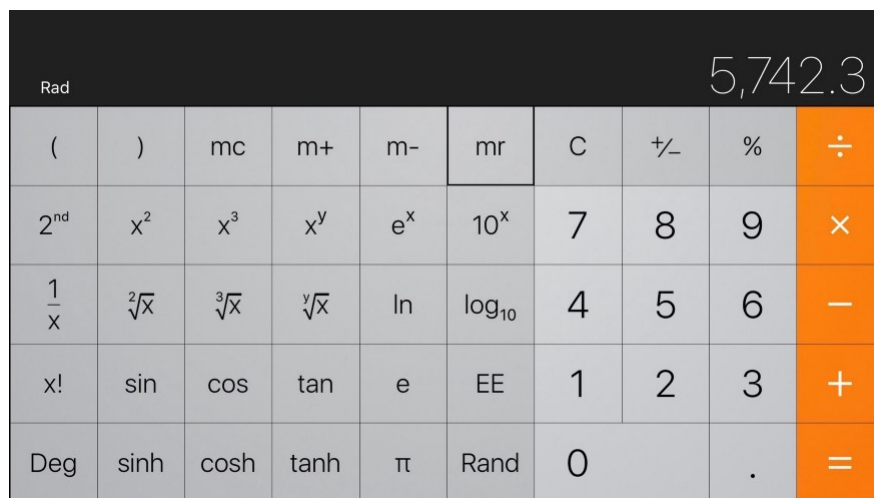 5,742.3
Rad
( ) mc m+ m- mr C +/− % ÷
2ⁿᵈ x² x³ xʸ eˣ 10ˣ 7 8 9 ×
1/x ²√x ³√x ʸ√x ln log₁₀ 4 5 6 −
x! sin cos tan e EE 1 2 3 +
Deg sinh cosh tanh π Rand 0 . =